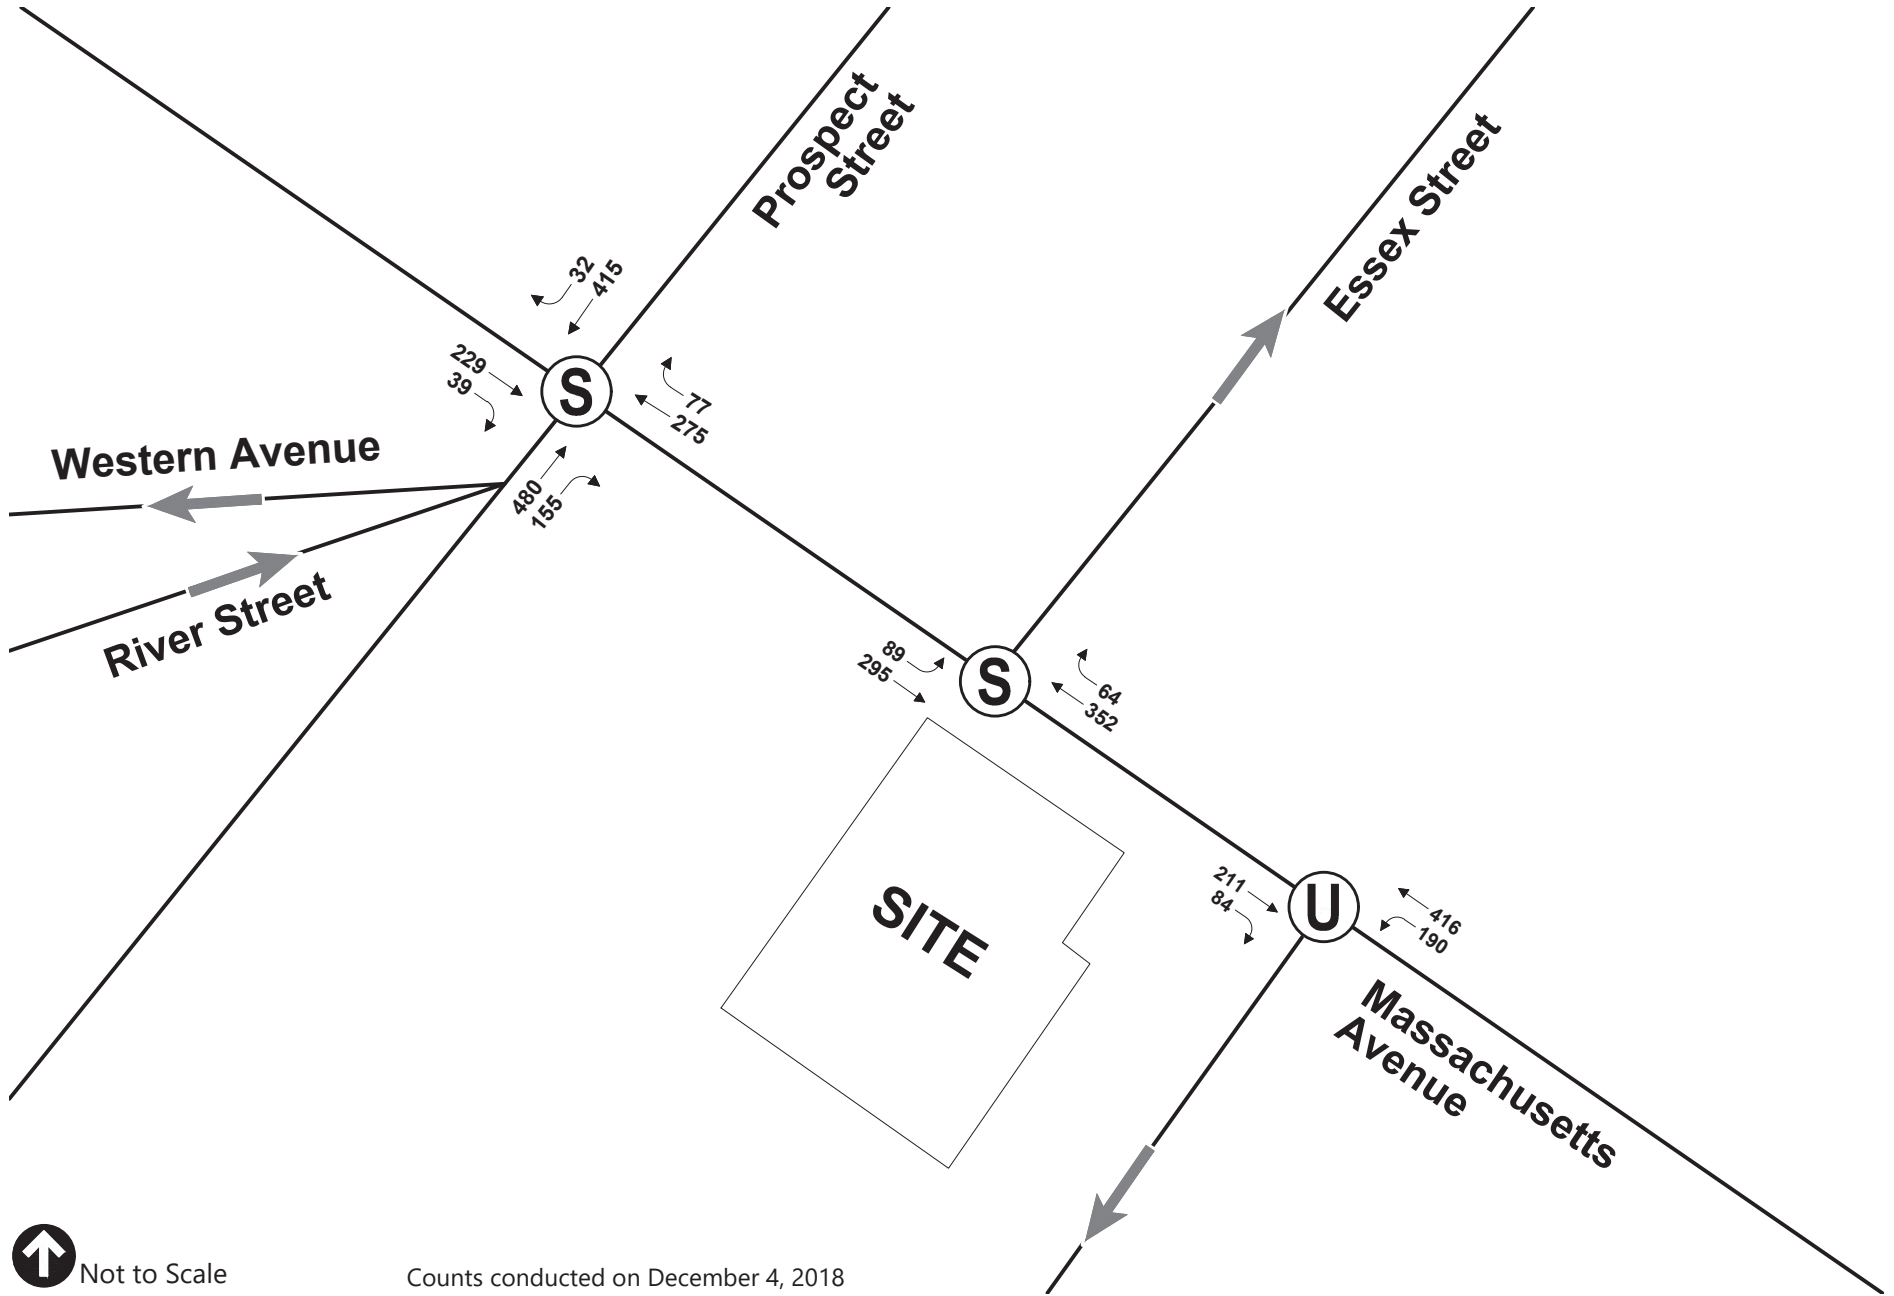 Prospect
Street
Essex Street
32
415
229
39
S
77
275
Western Avenue
480
155
River Street
89
295
S
64
352
211
84
U
416
190
SITE
Massachusetts
Avenue
Not to Scale
Counts conducted on December 4, 2018